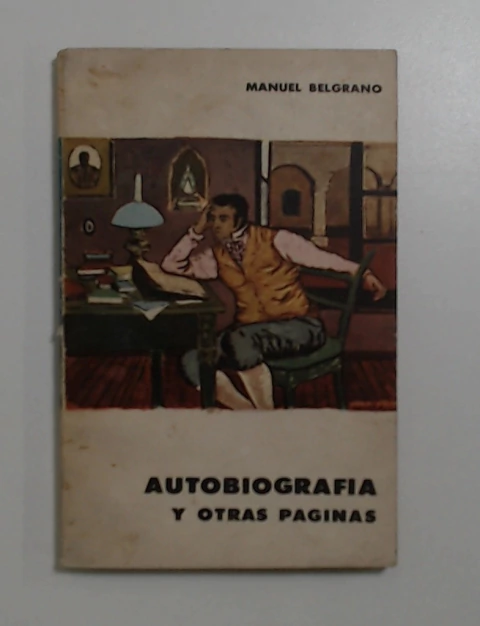 MANUEL BELGRANO
AUTOBIOGRAFIA
Y OTRAS PAGINAS